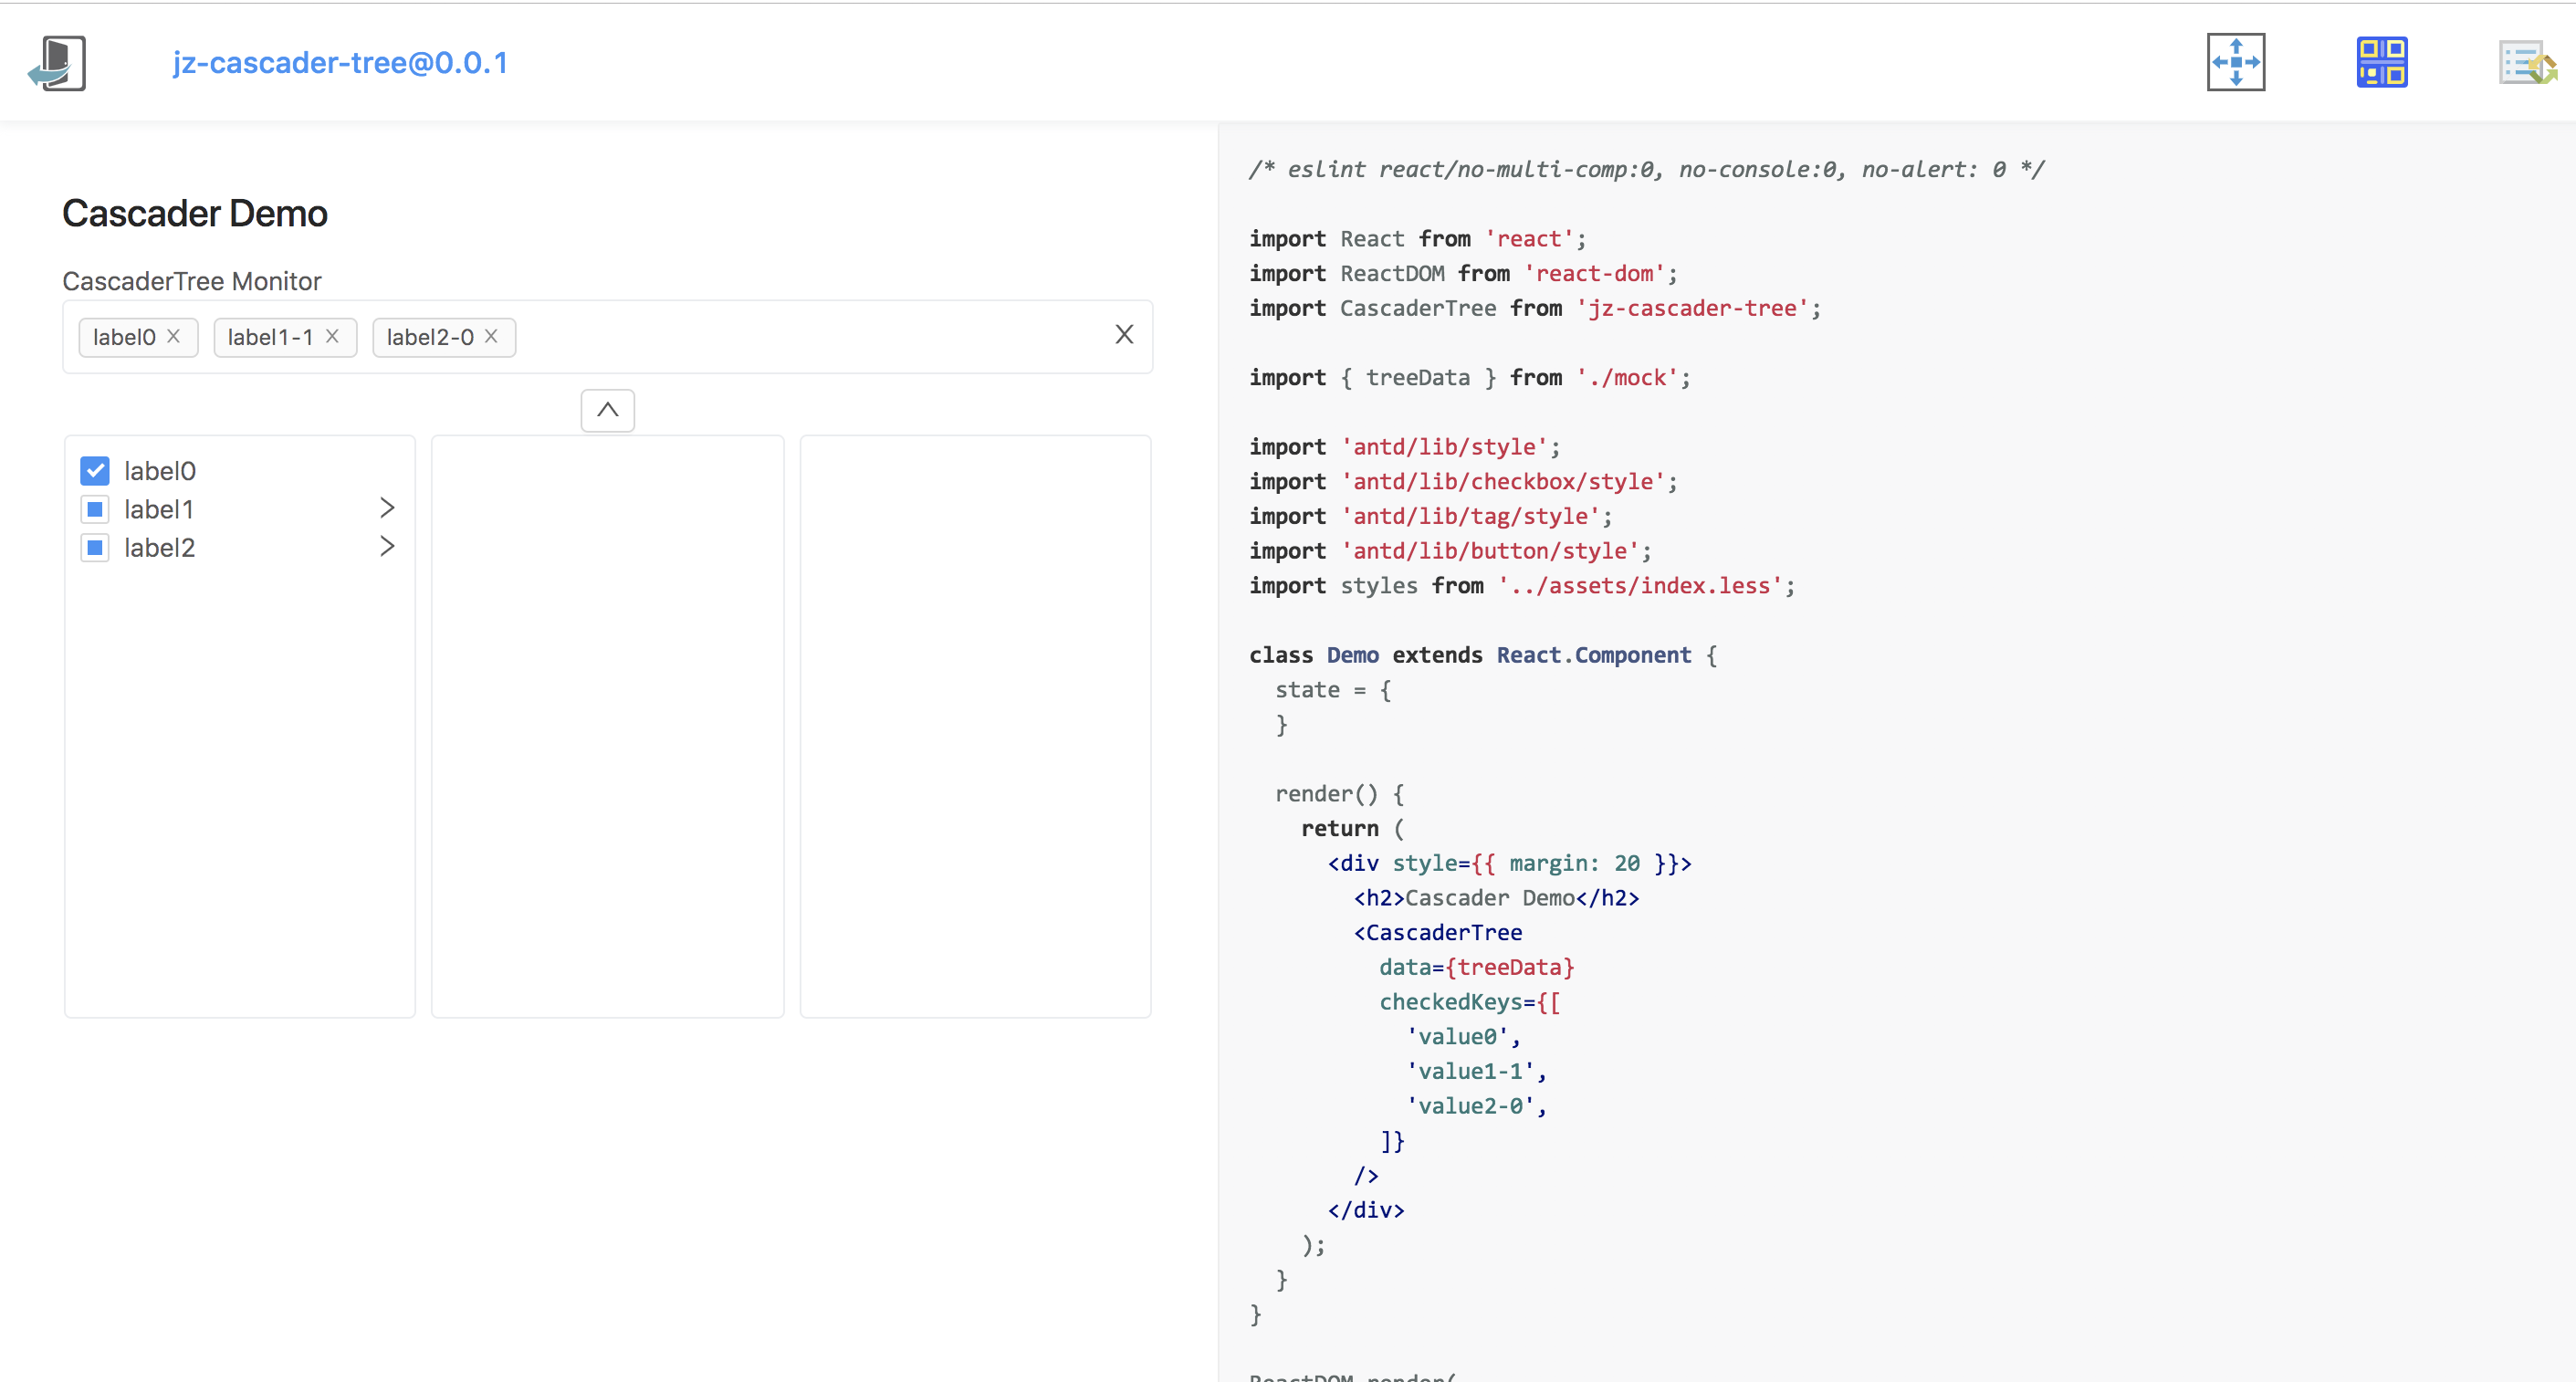 jz-cascader-tree@0.0.1
Cascader Demo
CascaderTree Monitor
label0
label1-1
label2-0
label0
label1
label2
/* eslint react/no-multi-comp:0, no-console:0, no-alert: 0 */
import React from 'react';
import ReactDOM from 'react-dom';
import CascaderTree from 'jz-cascader-tree';
import { treeData } from './mock';
import 'antd/lib/style';
import 'antd/lib/checkbox/style';
import 'antd/lib/tag/style';
import 'antd/lib/button/style';
import styles from '../assets/index.less';
class Demo extends React.Component {
state = {
}
render() {
return (
<div style={{ margin: 20 }}>
<h2>Cascader Demo</h2>
<CascaderTree
data={treeData}
checkedKeys={[
'value0',
'value1-1',
'value2-0',
]}
/>
</div>
);
}
}
ReactDOM.render(